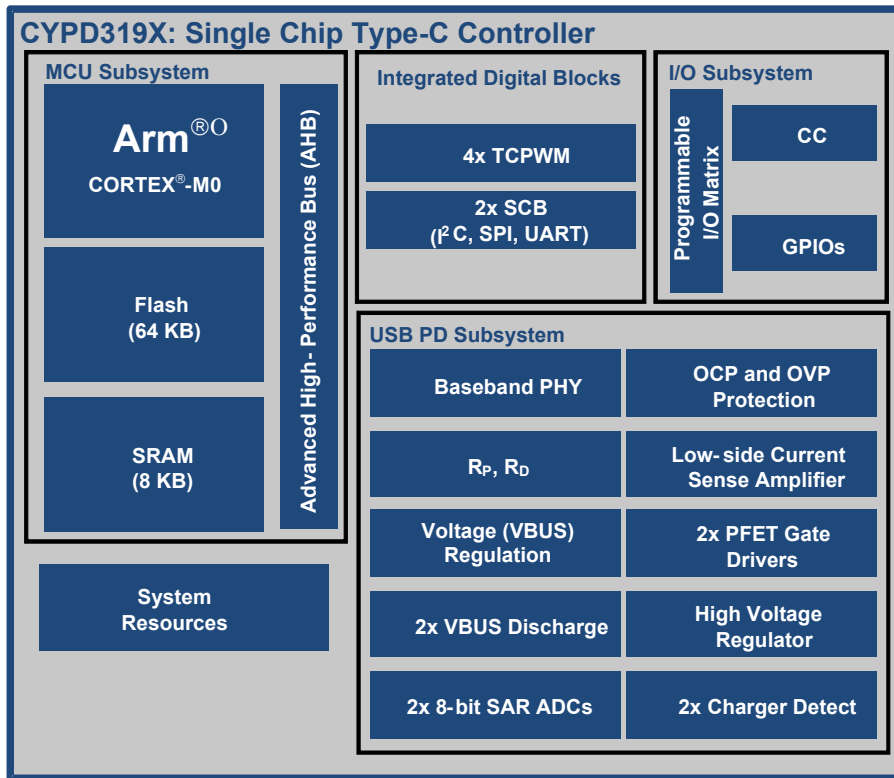 CYPD319X: Single Chip Type-C Controller
MCU Subsystem
Arm®O
CORTEX®-M0
Flash
(64 KB)
SRAM
(8 KB)
Advanced High- Performance Bus (AHB)
System
Resources
Integrated Digital Blocks
4x TCPWM
2x SCB
(I²C, SPI, UART)
I/O Subsystem
Programmable
I/O Matrix
CC
GPIOs
USB PD Subsystem
Baseband PHY
OCP and OVP
Protection
RP, RD
Low-side Current
Sense Amplifier
Voltage (VBUS)
Regulation
2x PFET Gate
Drivers
2x VBUS Discharge
High Voltage
Regulator
2x 8-bit SAR ADCs
2x Charger Detect